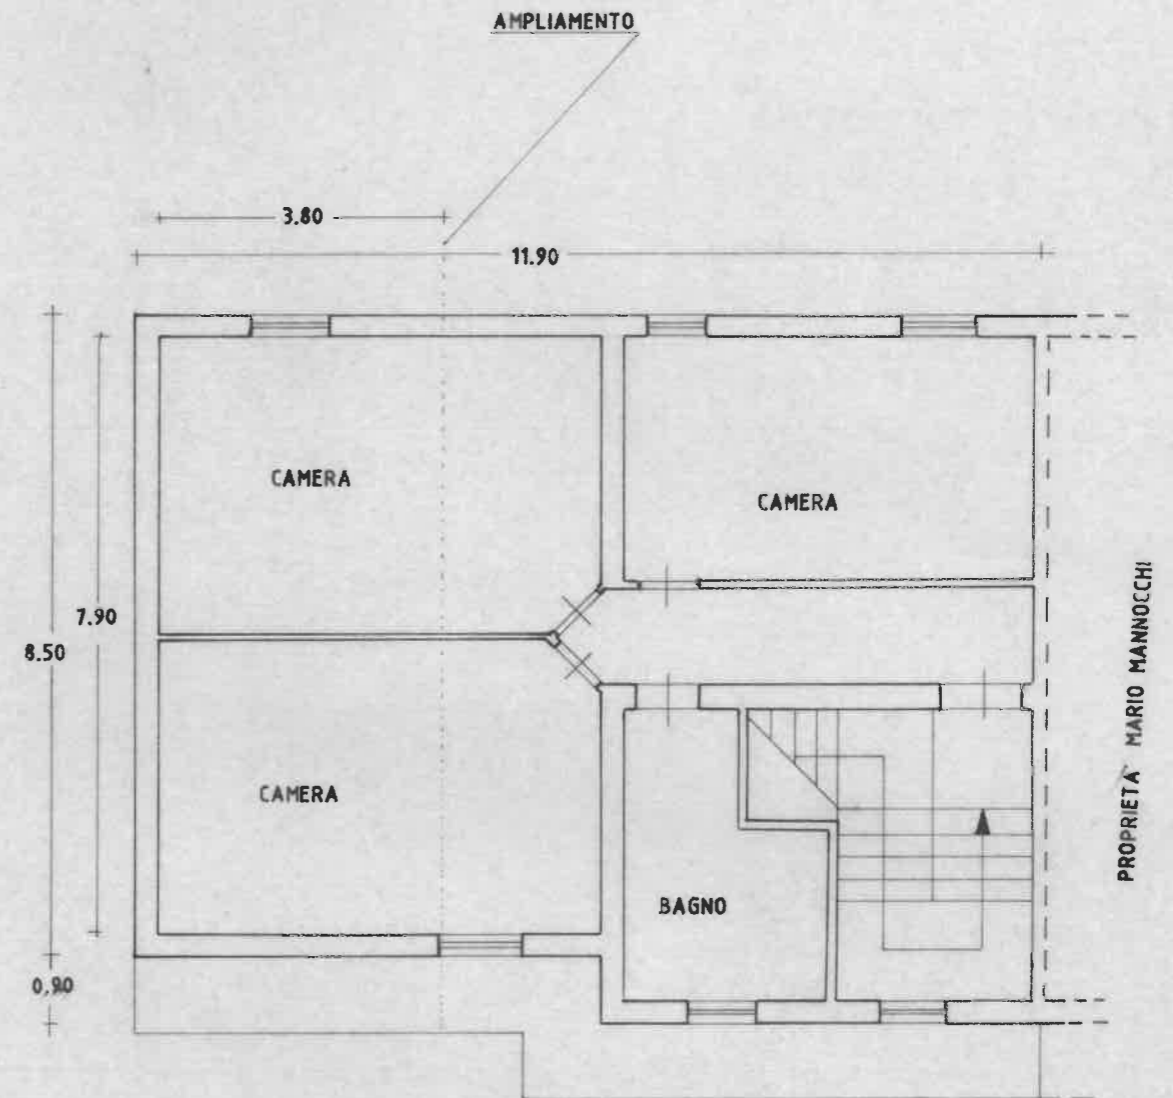 AMPLIAMENTO
3.80
11.90
CAMERA
CAMERA
7.90
8.50
CAMERA
BAGNO
0,90
PROPRIETA' MARIO MANNOCCHI